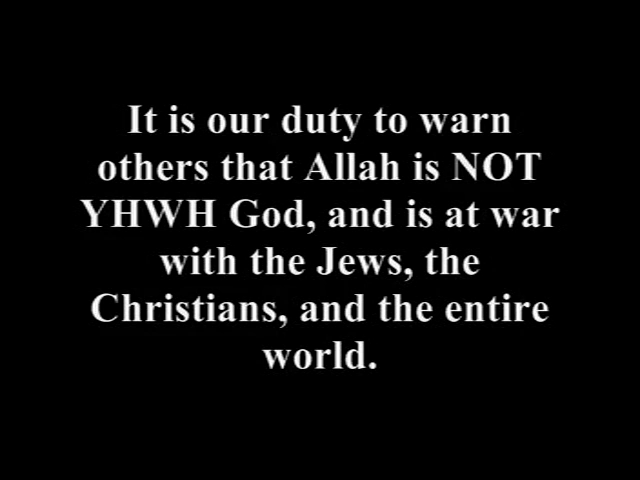 It is our duty to warn
others that Allah is NOT
YHWH God, and is at war
with the Jews, the
Christians, and the entire
world.